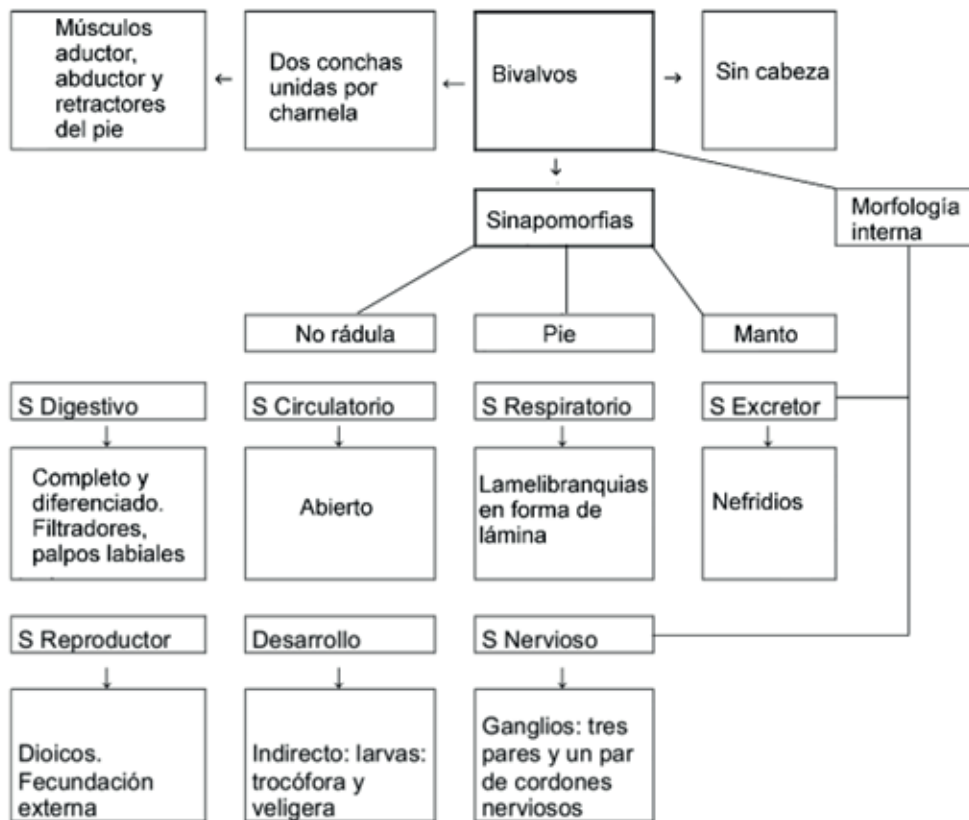 Músculos
aductor,
abductor y
retractores
del pie
←
Dos conchas
unidas por
charnela
←
Bivalvos
→
Sin cabeza
↓
Sinapomorfias
Morfología
interna
No rádula
Pie
Manto
S Digestivo
S Circulatorio
S Respiratorio
S Excretor
↓
↓
↓
↓
Completo y
diferenciado.
Filtradores,
palpos labiales
Abierto
Lamelibranquias
en forma de
lámina
Nefridios
S Reproductor
Desarrollo
S Nervioso
↓
↓
↓
Dioicos.
Fecundación
externa
Indirecto: larvas:
trocófora y
veligera
Ganglios: tres
pares y un par
de cordones
nerviosos